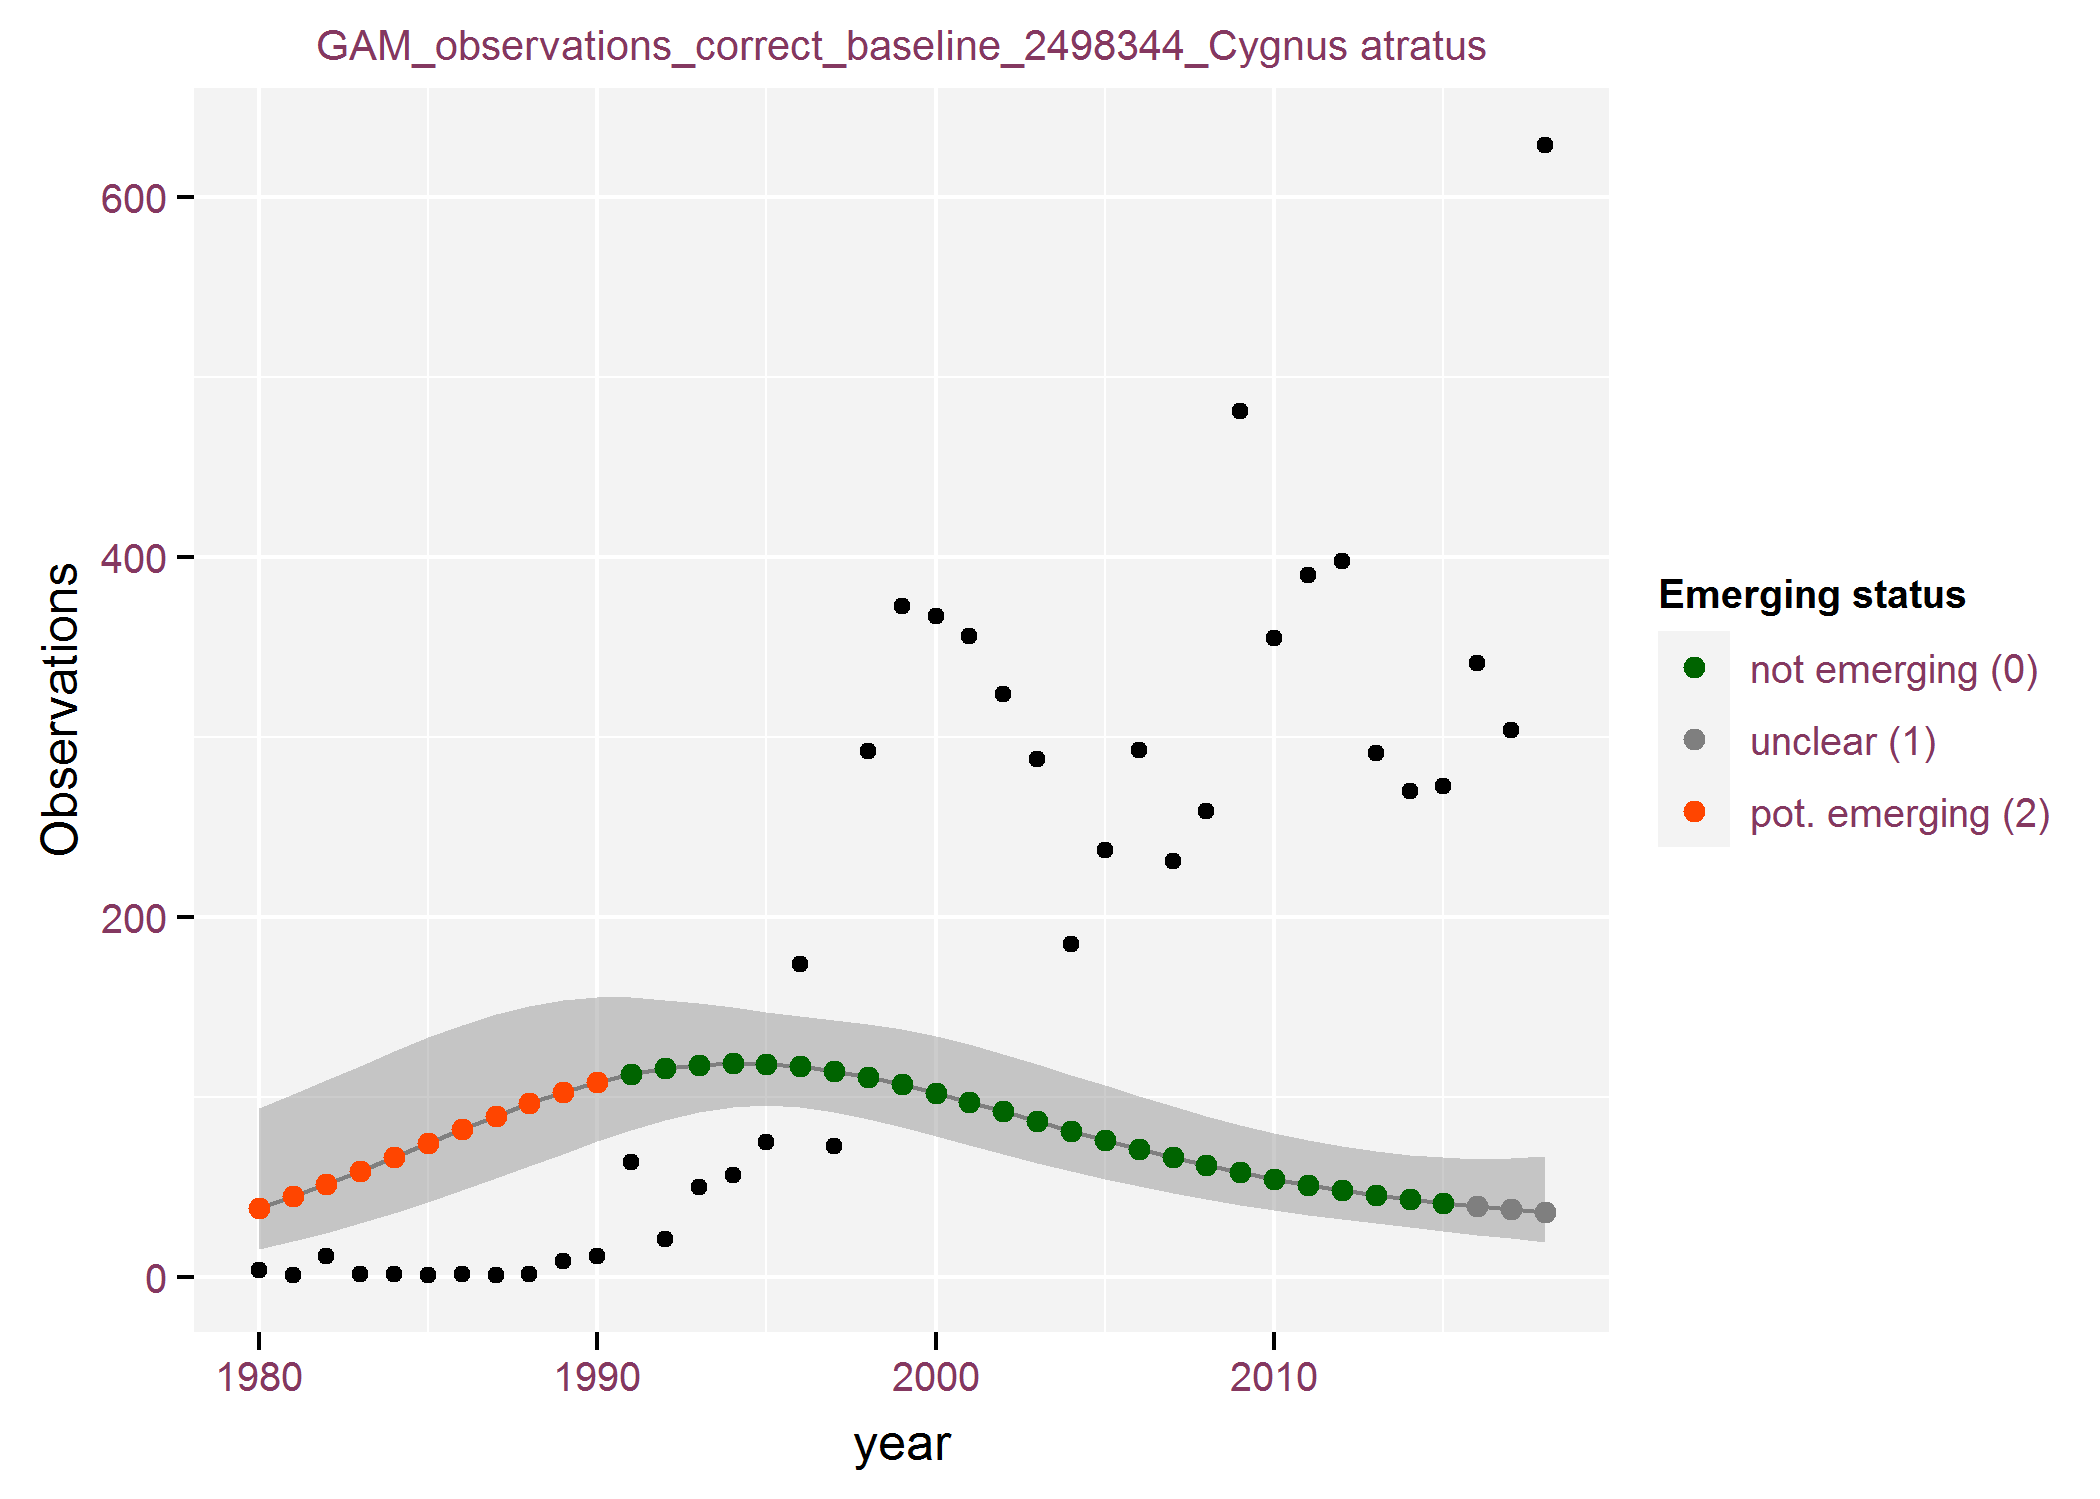 GAM_observations_correct_baseline_2498344_Cygnus atratus
Observations
600
400
200
0
1980 1990 2000 2010
year
Emerging status
not emerging (0)
unclear (1)
pot. emerging (2)